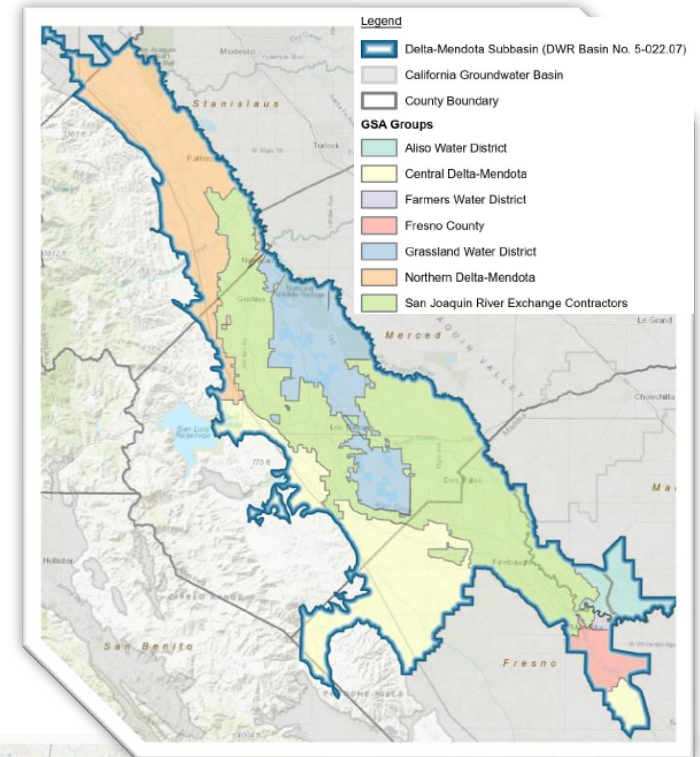 Legend
Delta-Mendota Subbasin (DWR Basin No. 5-022.07)
California Groundwater Basin
County Boundary
GSA Groups
Aliso Water District
Central Delta-Mendota
Farmers Water District
Fresno County
Grassland Water District
Northern Delta-Mendota
San Joaquin River Exchange Contractors
Modesto
Stanislaus
Turlock
Gustine
Merced
Le Grand
Chowchilla
San Luis
Reservoir
Los Banos
775 ft
Dos Palos
Hollister
Firebaugh
San Benito
Fresno